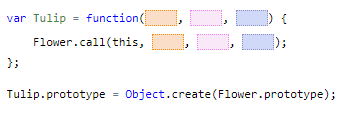 var Tulip = function( , , ) {
Flower.call(this, , , );
};
Tulip.prototype = Object.create(Flower.prototype);